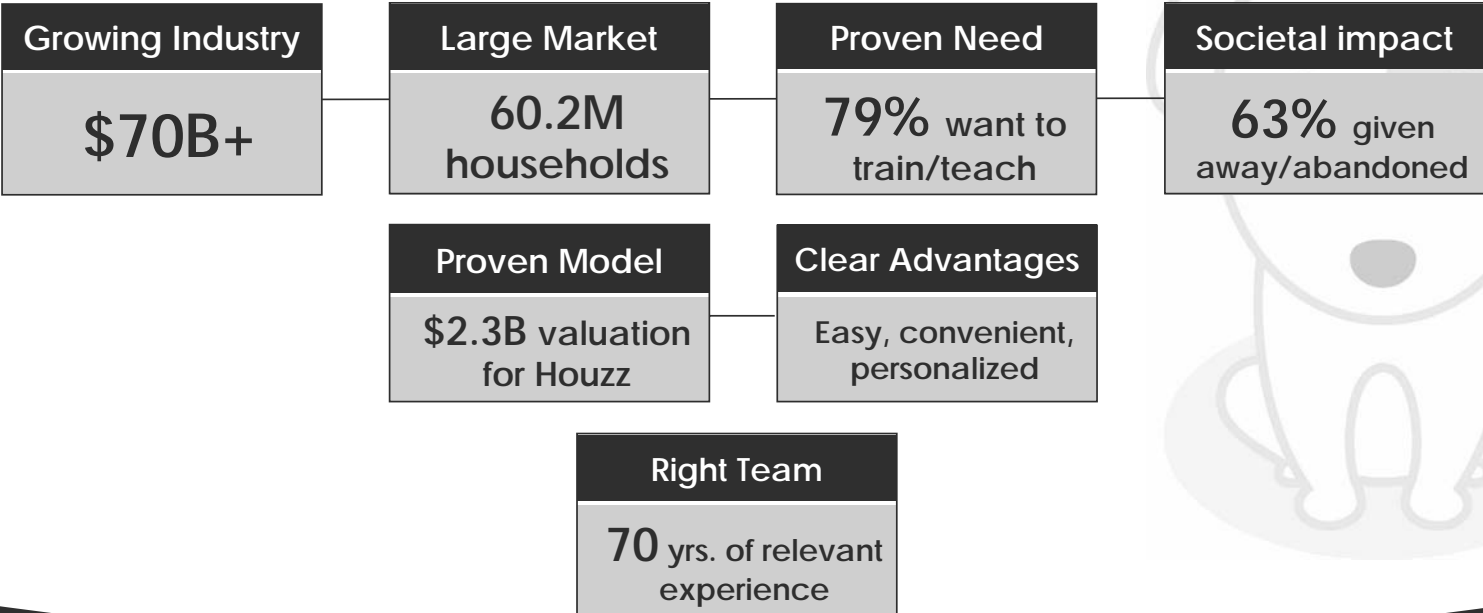 Growing Industry
$70B+
Large Market
60.2M
households
Proven Need
79% want to
train/teach
Societal impact
63% given
away/abandoned
Proven Model
$2.3B valuation
for Houzz
Clear Advantages
Easy, convenient,
personalized
Right Team
70 yrs. of relevant
experience